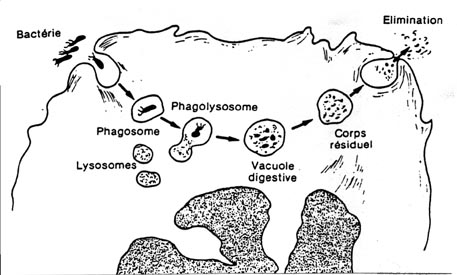 Bactérie
Elimination
Phagolysosome
Phagosome
Lysosomes
Vacuole
digestive
Corps
résiduel